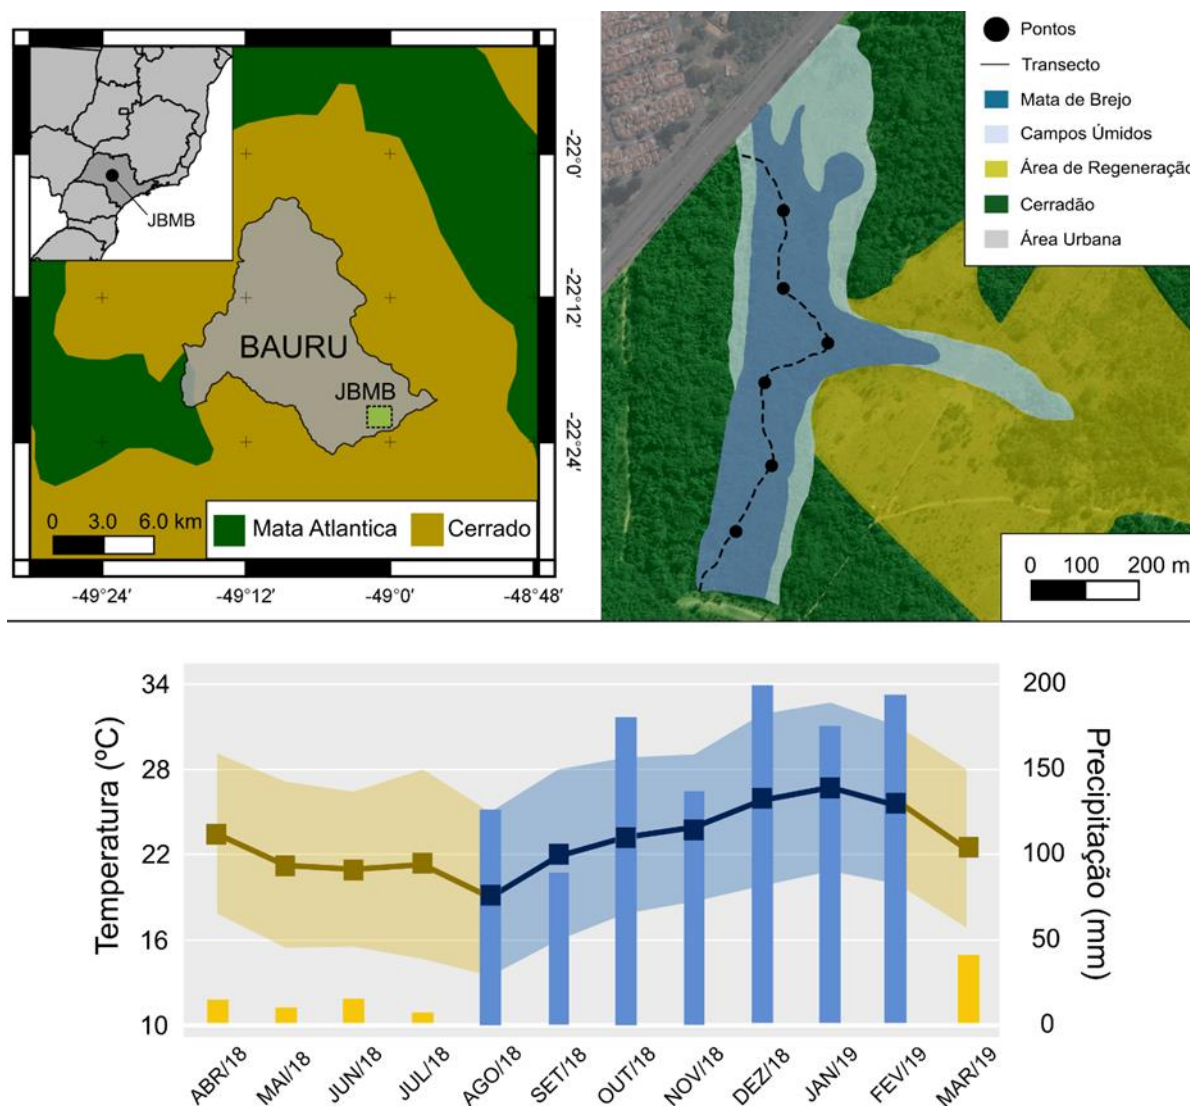 JBMB
BAURU
JBMB
-22°0'
-22°12'
-22°24'
0 3.0 6.0 km
Mata Atlantica Cerrado
-49°24' -49°12' -49°0' -48°48'
Pontos
Transecto
Mata de Brejo
Campos Úmidos
Área de Regeneração
Cerradão
Área Urbana
0 100 200 m
Temperatura (ºC)
34
28
22
16
10
200
150
100
50
0
Precipitação (mm)
ABR/18 MAI/18 JUN/18 JUL/18 AGO/18 SET/18 OUT/18 NOV/18 DEZ/18 JAN/19 FEV/19 MAR/19